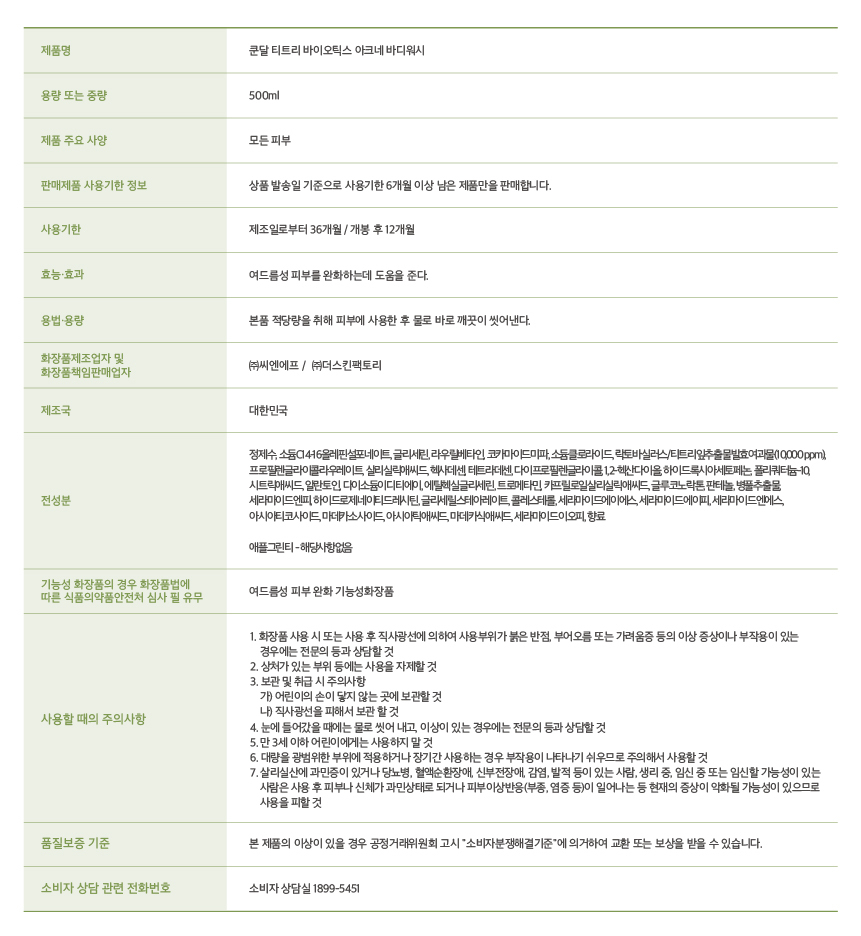 제품명
쿤달 티트리 바이오틱스 아크네 바디워시
용량 또는 중량
500ml
제품 주요 사양
모든 피부
판매제품 사용기한 정보
상품 발송일 기준으로 사용기한 6개월 이상 남은 제품만을 판매합니다.
사용기한
제조일로부터 36개월 / 개봉 후 12개월
효능·효과
여드름성 피부를 완화하는데 도움을 준다.
용법·용량
본품 적당량을 취해 피부에 사용한 후 물로 바로 깨끗이 씻어낸다.
화장품제조업자 및
화장품책임판매업자
㈜씨엔에프 / ㈜더스킨팩토리
제조국
대한민국
전성분
정제수, 소듐C14-16올레핀설포네이트, 글리세린, 라우릴베타인, 코카마이드미파, 소듐클로라이드, 락토바실러스/티트리잎추출물발효여과물(10,000 ppm),
프로필렌글라이콜라우레이트, 살리실릭애씨드, 헥사데센, 테트라데센, 다이프로필렌글라이콜, 1,2-헥산다이올, 하이드록시아세토페논, 폴리쿼터늄-10,
시트릭애씨드, 알란토인, 다이소듐이디티에이, 에틸헥실글리세린, 트로메타민, 카프릴로일살리실릭애씨드, 글루코노락톤, 판테놀, 병풀추출물,
세라마이드엔피, 하이드로제네이티드레시틴, 글리세릴스테아레이트, 콜레스테롤, 세라마이드에이에스, 세라마이드에이피, 세라마이드엔에스,
아시아티코사이드, 마데카소사이드, 아시아틱애씨드, 마데카식애씨드, 세라마이드이오피, 향료
애플그린티 - 해당사항없음
기능성 화장품의 경우 화장품법에
따른 식품의약품안전처 심사 필 유무
여드름성 피부 완화 기능성화장품
사용할 때의 주의사항
1. 화장품 사용 시 또는 사용 후 직사광선에 의하여 사용부위가 붉은 반점, 부어오름 또는 가려움증 등의 이상 증상이나 부작용이 있는
경우에는 전문의 등과 상담할 것
2. 상처가 있는 부위 등에는 사용을 자제할 것
3. 보관 및 취급 시 주의사항
가) 어린이의 손이 닿지 않는 곳에 보관할 것
나) 직사광선을 피해서 보관 할 것
4. 눈에 들어갔을 때에는 물로 씻어 내고, 이상이 있는 경우에는 전문의 등과 상담할 것
5. 만 3세 이하 어린이에게는 사용하지 말 것
6. 대량을 광범위한 부위에 적용하거나 장기간 사용하는 경우 부작용이 나타나기 쉬우므로 주의해서 사용할 것
7. 살리실산에 과민증이 있거나 당뇨병, 혈액순환장애, 신부전장애, 감염, 발적 등이 있는 사람, 생리 중, 임신 중 또는 임신할 가능성이 있는
사람은 사용 후 피부나 신체가 과민상태로 되거나 피부이상반응(부종, 염증 등)이 일어나는 등 현재의 증상이 악화될 가능성이 있으므로
사용을 피할 것
품질보증 기준
본 제품의 이상이 있을 경우 공정거래위원회 고시 "소비자분쟁해결기준"에 의거하여 교환 또는 보상을 받을 수 있습니다.
소비자 상담 관련 전화번호
소비자 상담실 1899-5451